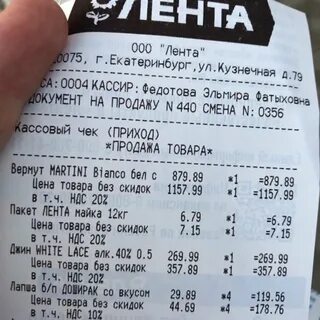 ЛЕНТА
ООО "Лента"
20075, г.Екатеринбург,ул.Кузнечная д.79
СА:0004 КАССИР: Федотова Эльмира Фатыховна
ДОКУМЕНТ НА ПРОДАЖУ N440 СМЕНА N:0356
Кассовый чек (ПРИХОД)
*ПРОДАЖА ТОВАРА*
Вермут MARTINI Bianco бел с 879.89 *1 =879.89
Цена товара без скидок 1157.99 *1 =1157.99
в т.ч. НДС 20%
Пакет ЛЕНТА майка 12кг 6.79 *1 =6.79
Цена товара без скидок 7.15 *1 =7.15
в т.ч. НДС 20%
Джин WHITE LACE алк.40% 0.5 269.99 *1 =269.99
Цена товара без скидок 357.89 *1 =357.89
в т.ч. НДС 20%
Лапша б/п ДОШИРАК со вкусом 29.89 *4 =119.56
Цена товара без скидок 44.69 *4 =178.76
в т.ч. НДС 10%